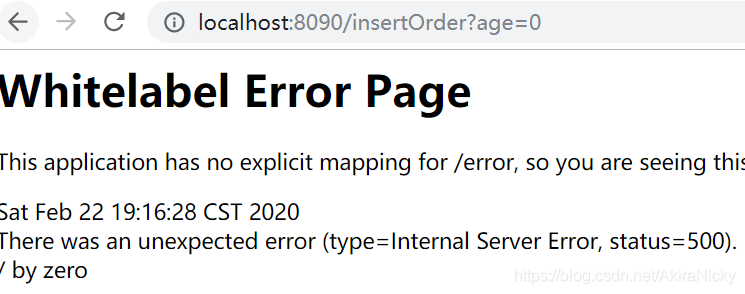 localhost:8090/insertOrder?age=0
Whitelabel Error Page
This application has no explicit mapping for /error, so you are seeing this
Sat Feb 22 19:16:28 CST 2020
There was an unexpected error (type=Internal Server Error, status=500).
/ by zero
https://blog.csdn.net/AkiraNicky